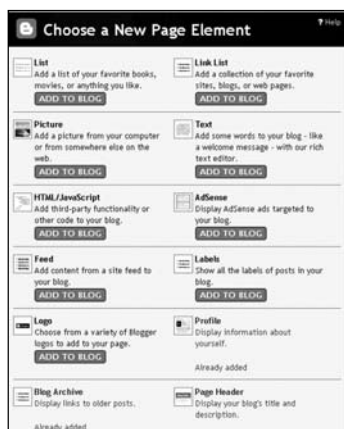 Choose a New Page Element
? Help
List
Add a list of your favorite books,
movies, or anything you like.
ADD TO BLOG
Link List
Add a collection of your favorite
sites, blogs, or web pages.
ADD TO BLOG
Picture
Add a picture from your computer
or from somewhere else on the
web.
ADD TO BLOG
Text
Add some words to your blog - like
a welcome message - with our rich
text editor.
ADD TO BLOG
HTML/JavaScript
Add third-party functionality or
other code to your blog.
ADD TO BLOG
AdSense
Display AdSense ads targeted to
your blog.
ADD TO BLOG
Feed
Add content from a site feed to
your blog.
ADD TO BLOG
Labels
Show all the labels of posts in your
blog.
ADD TO BLOG
Logo
Choose from a variety of Blogger
logos to add to your page.
ADD TO BLOG
Profile
Display information about
yourself.
Already added
Blog Archive
Display links to older posts.
Already added
Page Header
Display your blog's title and
description.